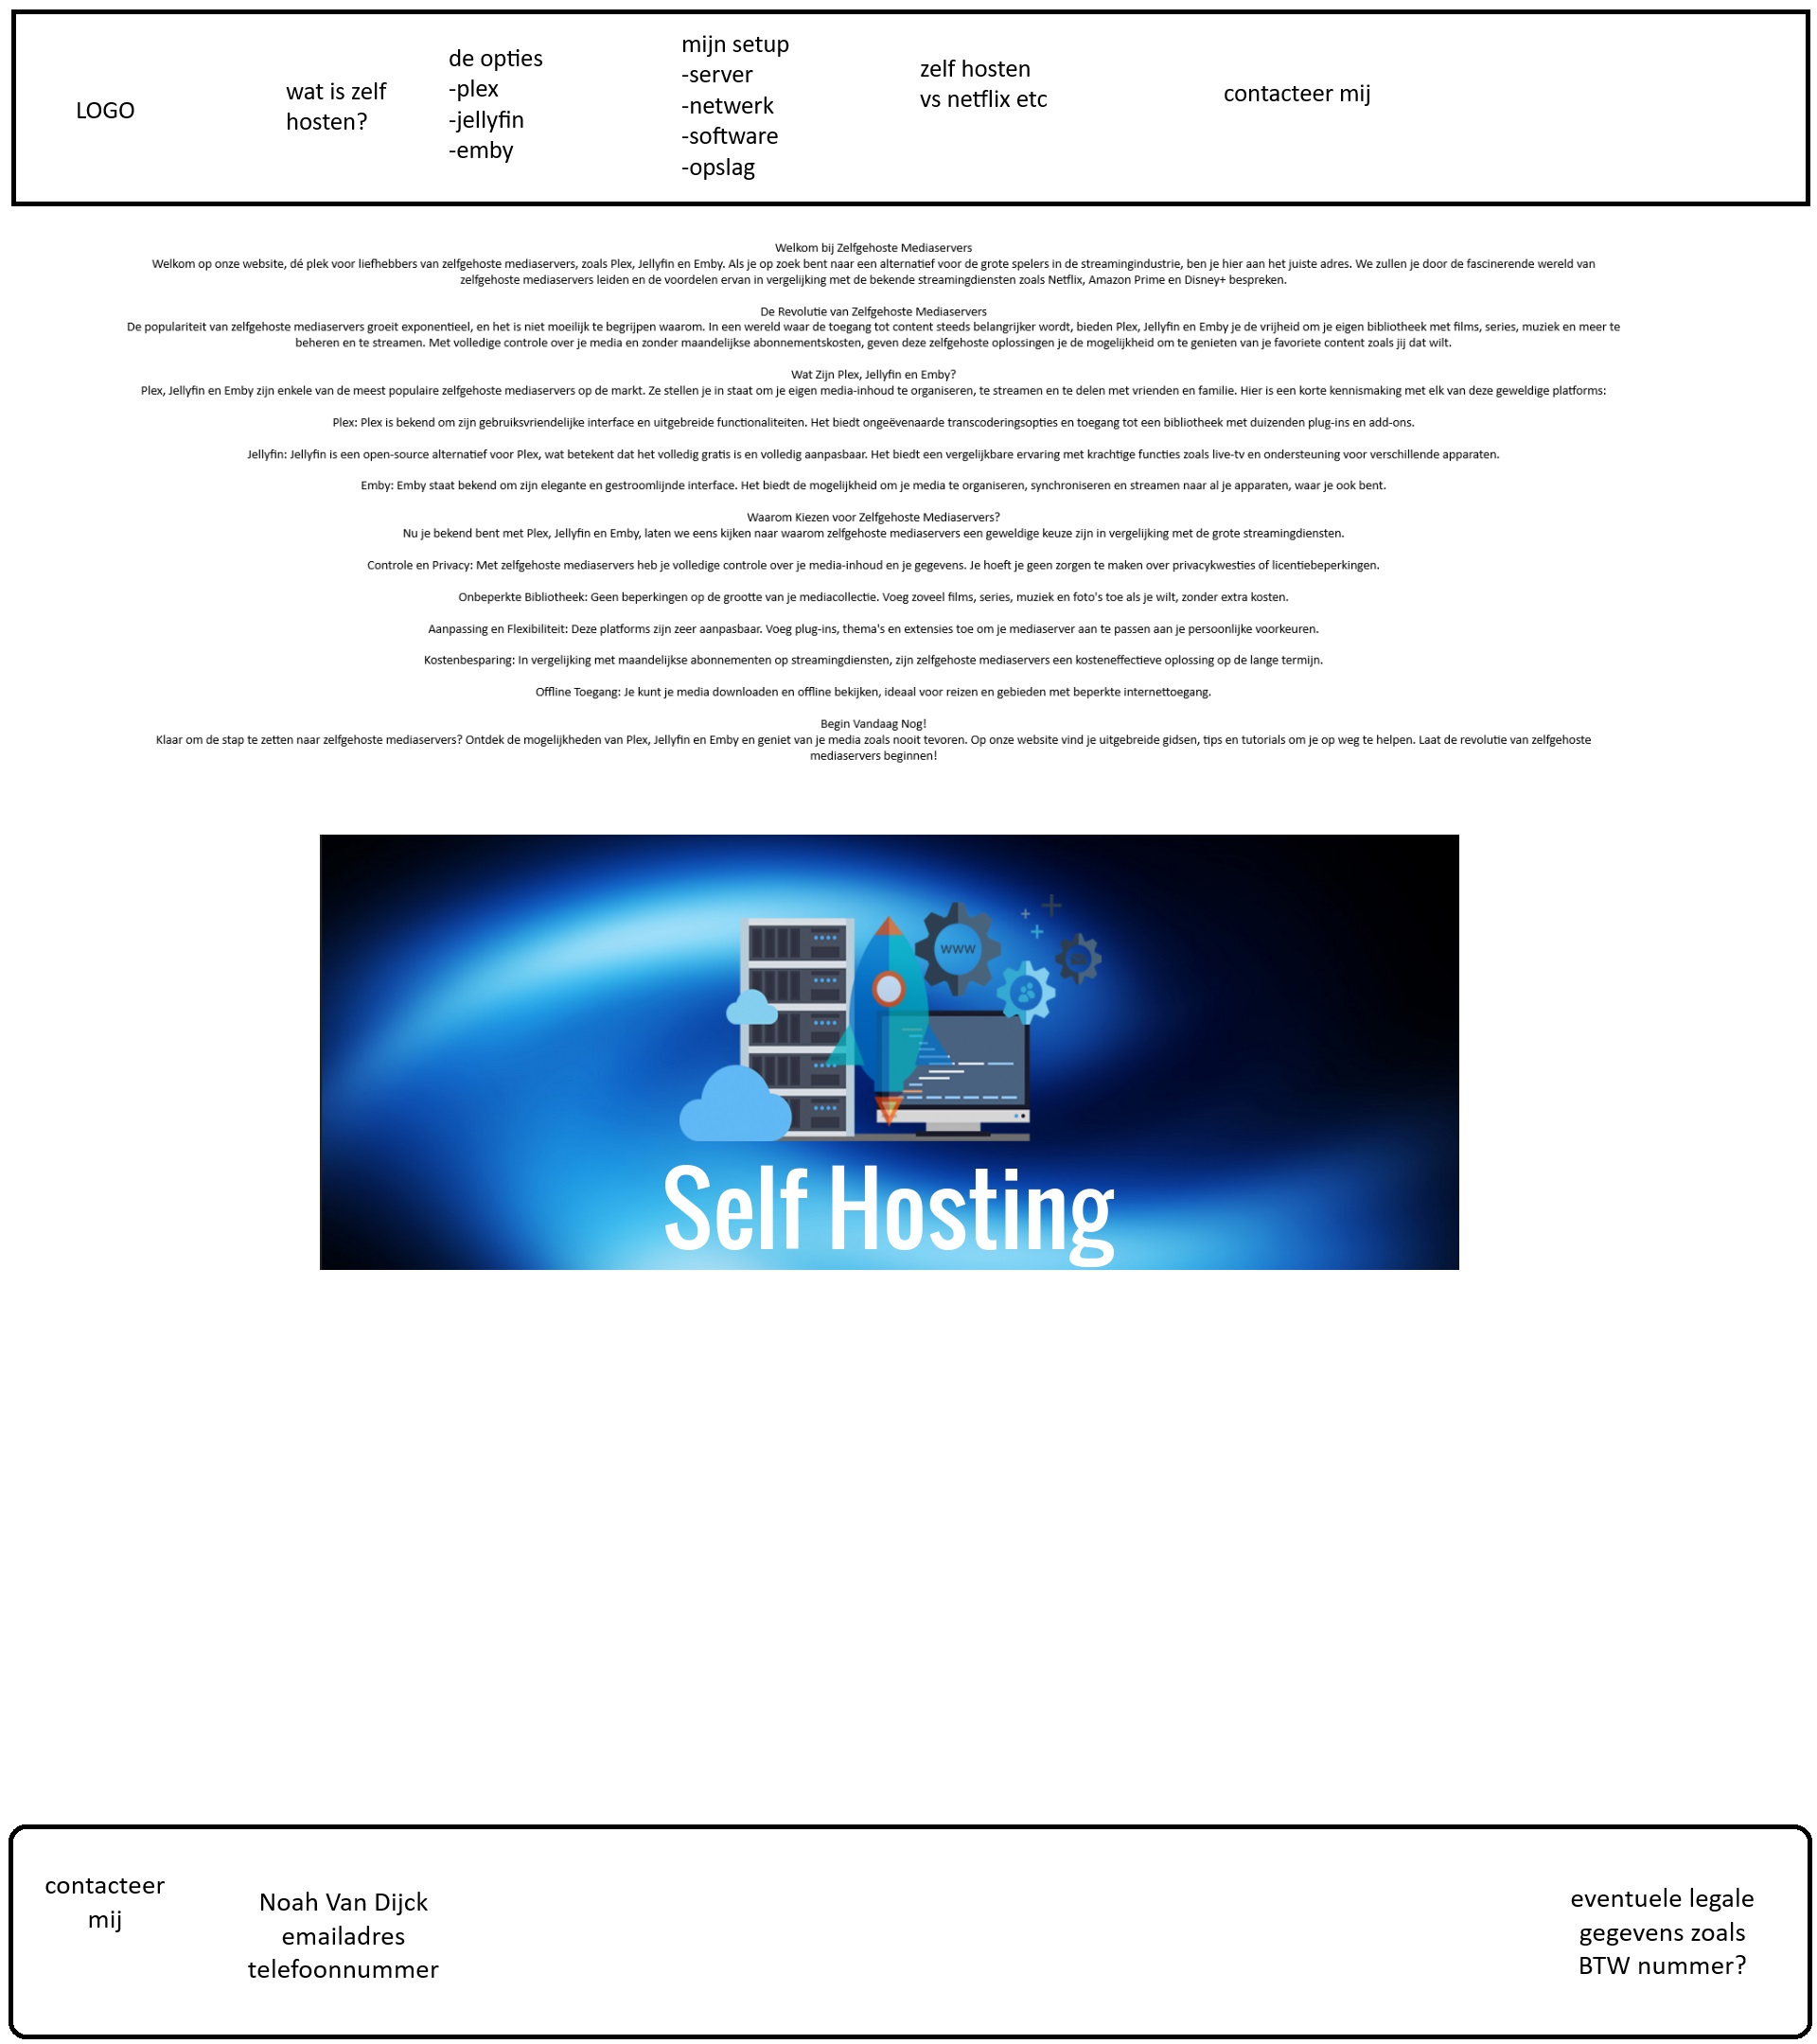 LOGO
wat is zelf
hosten?
de opties
-plex
-jellyfin
-emby
mijn setup
-server
-netwerk
-software
-opslag
zelf hosten
vs netflix etc
contacteer mij
Welkom bij Zelfgehoste Mediaservers
Welkom op onze website, dé plek voor liefhebbers van zelfgehoste mediaservers, zoals Plex, Jellyfin en Emby. Als je op zoek bent naar een alternatief voor de grote spelers in de streamingindustrie, ben je hier aan het juiste adres. We zullen je door de fascinerende wereld van
zelfgehoste mediaservers leiden en de voordelen ervan in vergelijking met de bekende streamingdiensten zoals Netflix, Amazon Prime en Disney+ bespreken.
De Revolutie van Zelfgehoste Mediaservers
De populariteit van zelfgehoste mediaservers groeit exponentieel, en het is niet moeilijk te begrijpen waarom. In een wereld waar de toegang tot content steeds belangrijker wordt, bieden Plex, Jellyfin en Emby je de vrijheid om je eigen bibliotheek met films, series, muziek en meer te
beheren en te streamen. Met volledige controle over je media en zonder maandelijkse abonnementskosten, geven deze zelfgehoste oplossingen je de mogelijkheid om te genieten van je favoriete content zoals jij dat wilt.
Wat Zijn Plex, Jellyfin en Emby?
Plex, Jellyfin en Emby zijn enkele van de meest populaire zelfgehoste mediaservers op de markt. Ze stellen je in staat om je eigen media-inhoud te organiseren, te streamen en te delen met vrienden en familie. Hier is een korte kennismaking met elk van deze geweldige platforms:
Plex: Plex is bekend om zijn gebruiksvriendelijke interface en uitgebreide functionaliteiten. Het biedt ongeëvenaarde transcoderingsopties en toegang tot een bibliotheek met duizenden plug-ins en add-ons.
Jellyfin: Jellyfin is een open-source alternatief voor Plex, wat betekent dat het volledig gratis is en volledig aanpasbaar. Het biedt een vergelijkbare ervaring met krachtige functies zoals live-tv en ondersteuning voor verschillende apparaten.
Emby: Emby staat bekend om zijn elegante en gestroomlijnde interface. Het biedt de mogelijkheid om je media te organiseren, synchroniseren en streamen naar al je apparaten, waar je ook bent.
Waarom Kiezen voor Zelfgehoste Mediaservers?
Nu je bekend bent met Plex, Jellyfin en Emby, laten we eens kijken naar waarom zelfgehoste mediaservers een geweldige keuze zijn in vergelijking met de grote streamingdiensten.
Controle en Privacy: Met zelfgehoste mediaservers heb je volledige controle over je media-inhoud en je gegevens. Je hoeft je geen zorgen te maken over privacykwesties of licentiebeperkingen.
Onbeperkte Bibliotheek: Geen beperkingen op de grootte van je mediacollectie. Voeg zoveel films, series, muziek en foto's toe als je wilt, zonder extra kosten.
Aanpassing en Flexibiliteit: Deze platforms zijn zeer aanpasbaar. Voeg plug-ins, thema's en extensies toe om je mediaserver aan te passen aan je persoonlijke voorkeuren.
Kostenbesparing: In vergelijking met maandelijkse abonnementen op streamingdiensten, zijn zelfgehoste mediaservers een kosteneffectieve oplossing op de lange termijn.
Offline Toegang: Je kunt je media downloaden en offline bekijken, ideaal voor reizen en gebieden met beperkte internettoegang.
Begin Vandaag Nog!
Klaar om de stap te zetten naar zelfgehoste mediaservers? Ontdek de mogelijkheden van Plex, Jellyfin en Emby en geniet van je media zoals nooit tevoren. Op onze website vind je uitgebreide gidsen, tips en tutorials om je op weg te helpen. Laat de revolutie van zelfgehoste
mediaservers beginnen!
WWW
Self Hosting
contacteer
mij
Noah Van Dijck
emailadres
telefoonnummer
eventuele legale
gegevens zoals
BTW nummer?